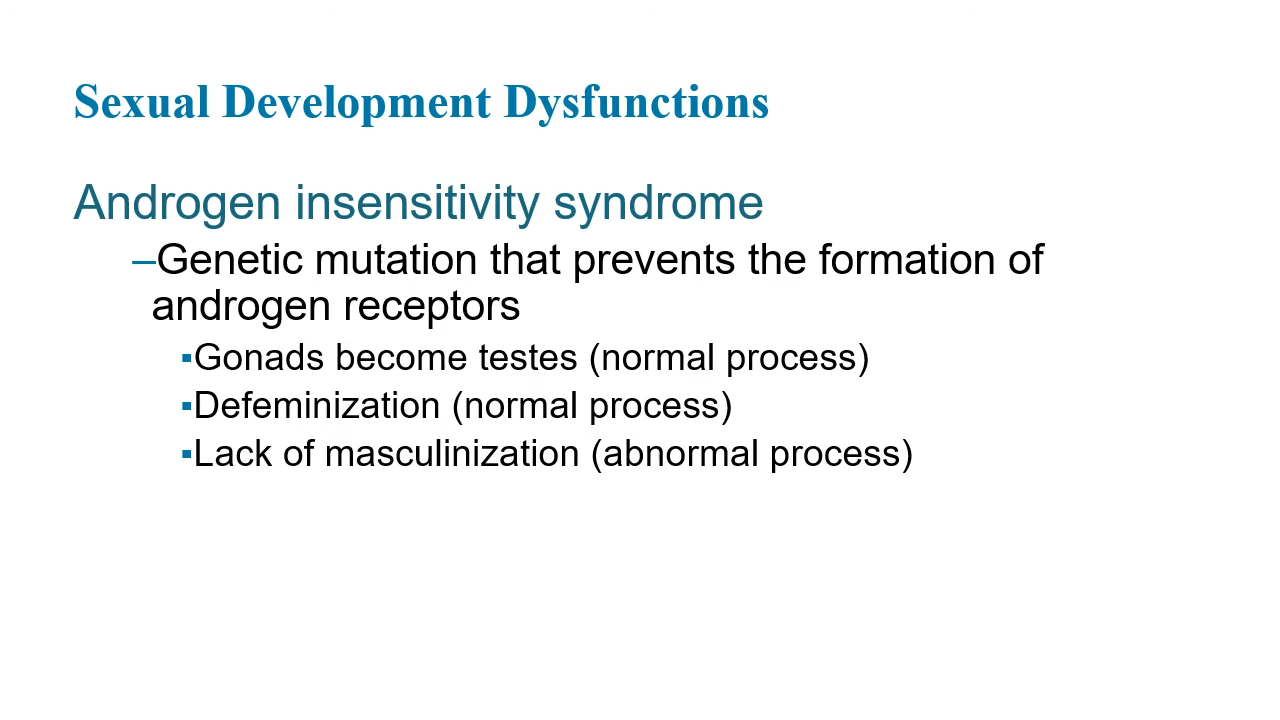 Sexual Development Dysfunctions
Androgen insensitivity syndrome
–Genetic mutation that prevents the formation of
androgen receptors
▪Gonads become testes (normal process)
▪Defeminization (normal process)
▪Lack of masculinization (abnormal process)